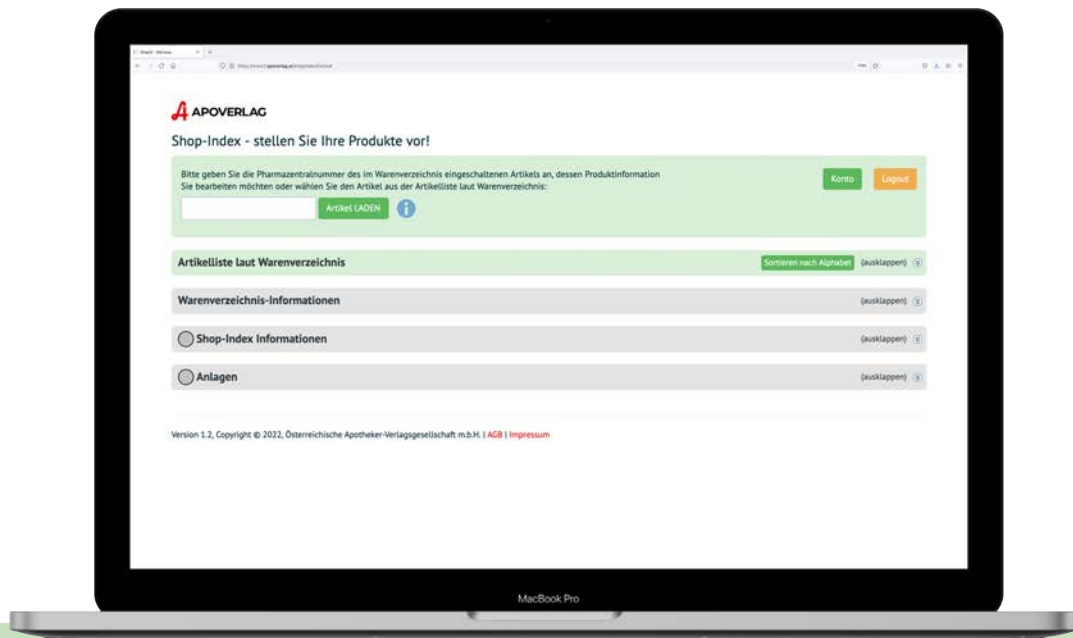 APOVERLAG
Shop-Index - stellen Sie Ihre Produkte vor!
Bitte geben Sie die Pharmazentralnummer des im Warenverzeichnis eingeschaltenen Artikels an, dessen Produktinformation
Sie bearbeiten möchten oder wählen Sie den Artikel aus der Artikelliste laut Warenverzeichnis:
Konto Logout
Artikel LADEN
Artikelliste laut Warenverzeichnis Sortieren nach Alphabet (ausklappen)
Warenverzeichnis-Informationen (ausklappen)
Shop-Index Informationen (ausklappen)
Anlagen (ausklappen)
Version 1.2, Copyright © 2022, Österreichische Apotheker-Verlagsgesellschaft m.b.H. | AGB | Impressum
MacBook Pro